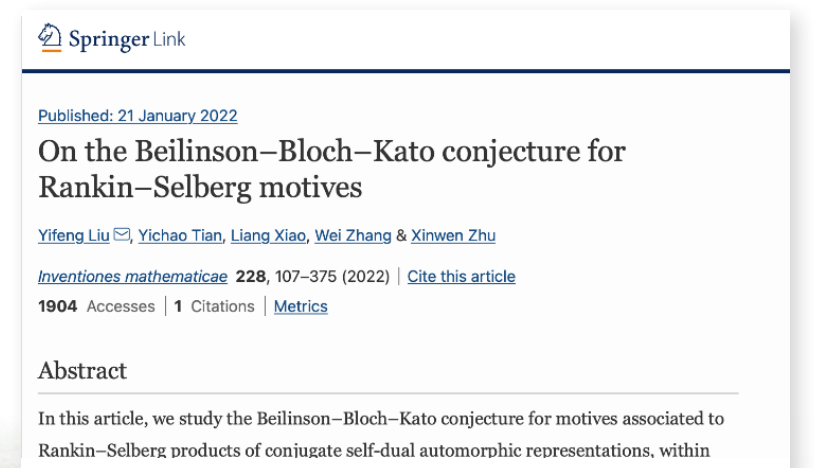 Springer Link
Published: 21 January 2022
On the Beilinson–Bloch–Kato conjecture for
Rankin–Selberg motives
Yifeng Liu, Yichao Tian, Liang Xiao, Wei Zhang & Xinwen Zhu
Inventiones mathematicae 228, 107–375 (2022) | Cite this article
1904 Accesses | 1 Citations | Metrics
Abstract
In this article, we study the Beilinson–Bloch–Kato conjecture for motives associated to
Rankin–Selberg products of conjugate self-dual automorphic representations, within